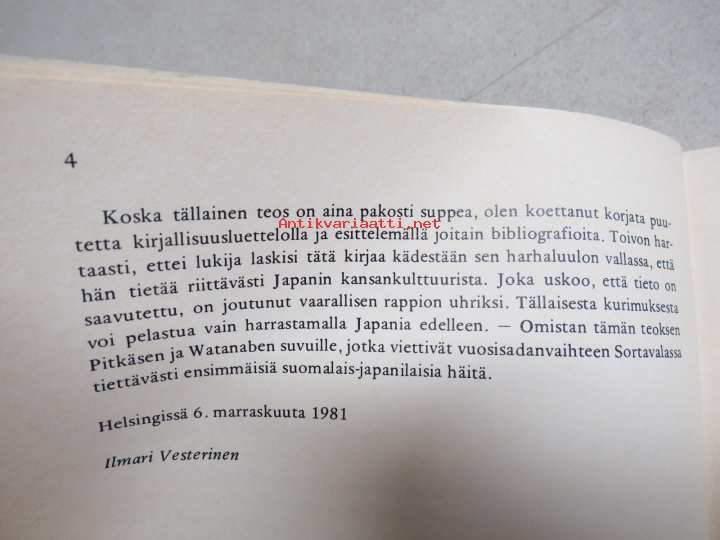 4
Koska tällainen teos on aina pakosti suppea, olen koettanut korjata puu-
Antikvariaatti.net
tetta kirjallisuusluettelolla ja esittelemällä joitain bibliografioita. Toivon har-
taasti, ettei lukija laskisi tätä kirjaa kädestään sen harhaluulon vallassa, että
hän tietää riittävästi Japanin kansankulttuurista. Joka uskoo, että tieto on
saavutettu, on joutunut vaarallisen rappion uhriksi. Tällaisesta kurimuksesta
voi pelastua vain harrastamalla Japania edelleen. — Omistan tämän teoksen
Pitkäsen ja Watanaben suvuille, jotka viettivät vuosisadanvaihteen Sortavalassa
tiettävästi ensimmäisiä suomalais-japanilaisia häitä.
Helsingissä 6. marraskuuta 1981
Ilmari Vesterinen